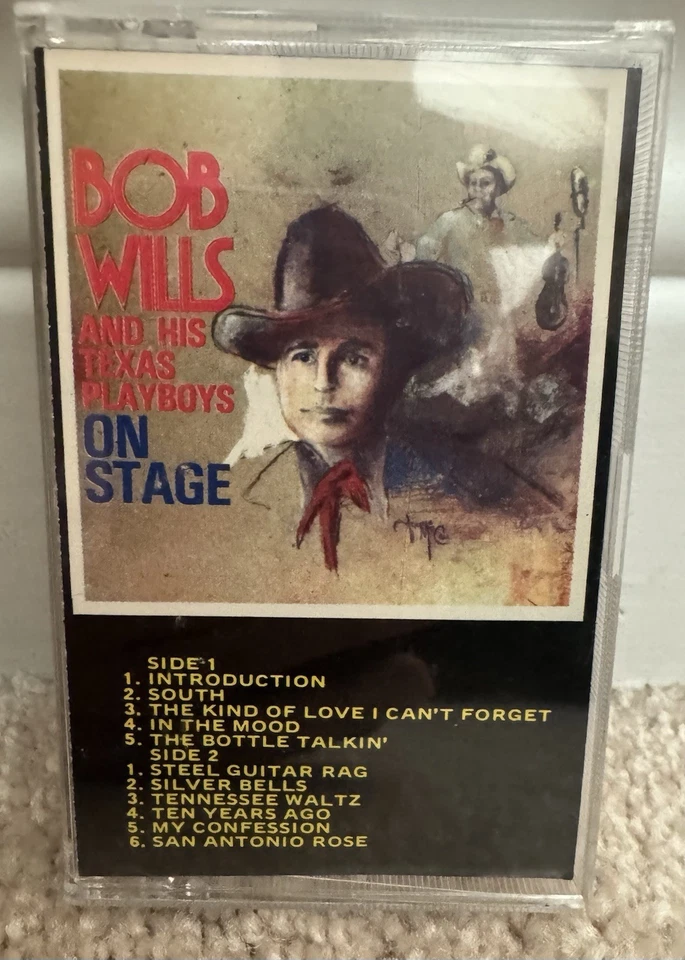 BOB
WILLS
AND HIS
TEXAS
PLAYBOYS
ON
STAGE
SIDE 1
1. INTRODUCTION
2. SOUTH
3. THE KIND OF LOVE I CAN'T FORGET
4. IN THE MOOD
5. THE BOTTLE TALKIN'
SIDE 2
1. STEEL GUITAR RAG
2. SILVER BELLS
3. TENNESSEE WALTZ
4. TEN YEARS AGO
5. MY CONFESSION
6. SAN ANTONIO ROSE